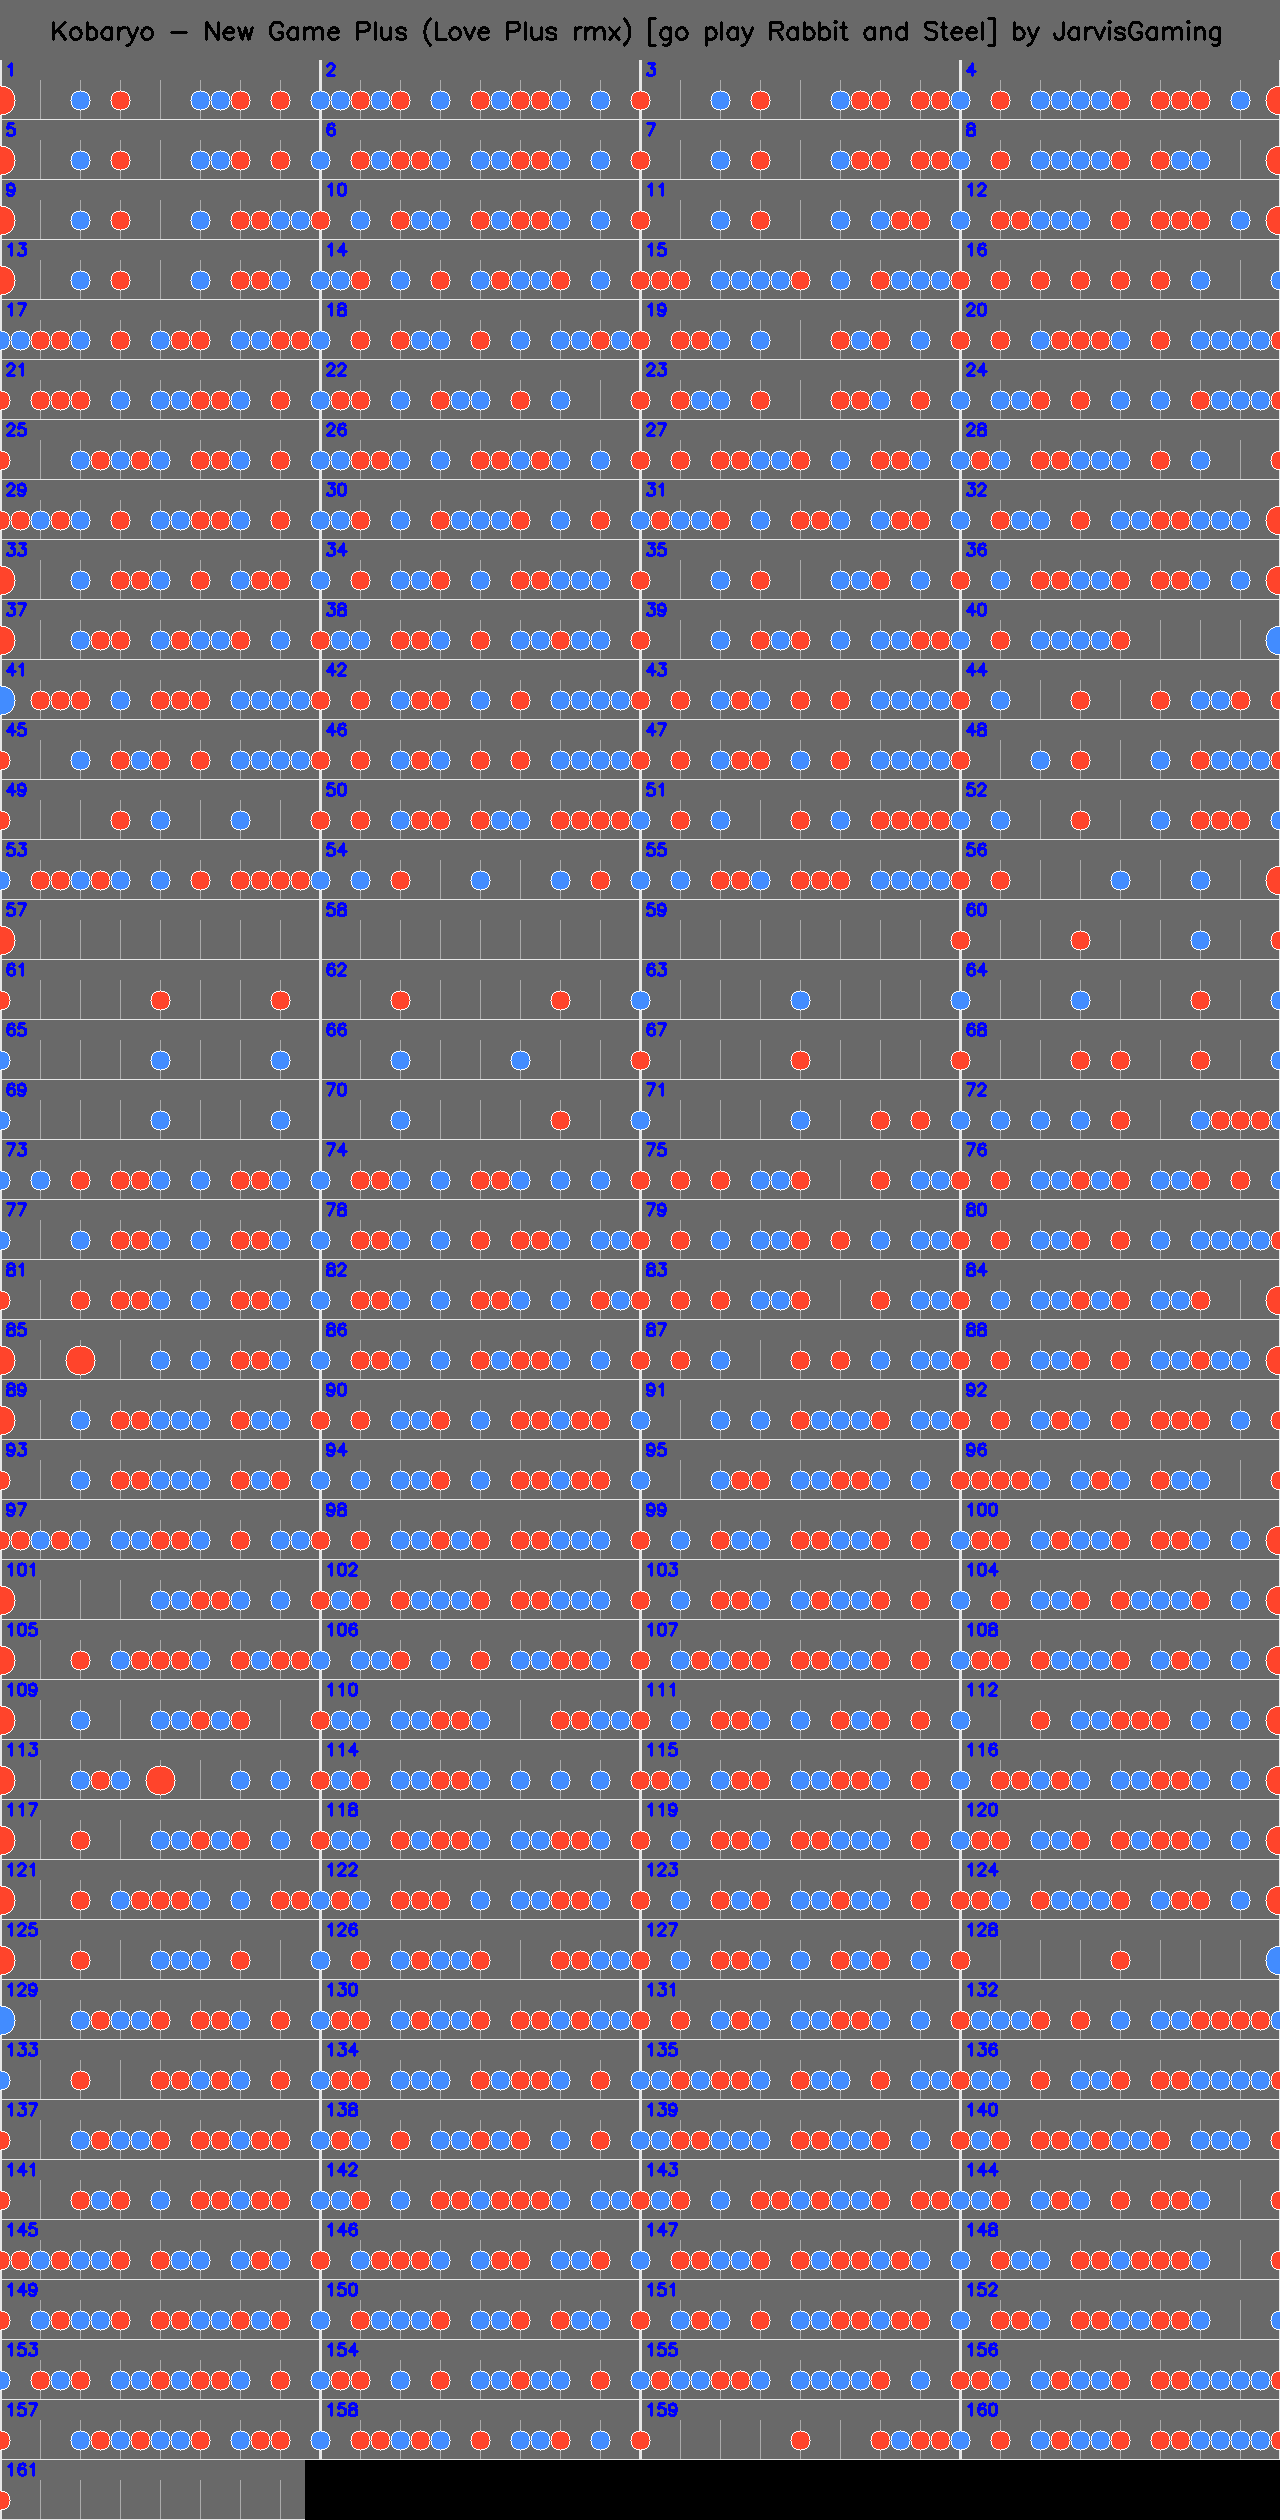 Kobaryo - New Game Plus (Love Plus rmx) [go play Rabbit and Steel] by JarvisGaming
1 2 3 4
5 6 7 8
9 10 11 12
13 14 15 16
17 18 19 20
21 22 23 24
25 26 27 28
29 30 31 32
33 34 35 36
37 38 39 40
41 42 43 44
45 46 47 48
49 50 51 52
53 54 55 56
57 58 59 60
61 62 63 64
65 66 67 68
69 70 71 72
73 74 75 76
77 78 79 80
81 82 83 84
85 86 87 88
89 90 91 92
93 94 95 96
97 98 99 100
101 102 103 104
105 106 107 108
109 110 111 112
113 114 115 116
117 118 119 120
121 122 123 124
125 126 127 128
129 130 131 132
133 134 135 136
137 138 139 140
141 142 143 144
145 146 147 148
149 150 151 152
153 154 155 156
157 158 159 160
161